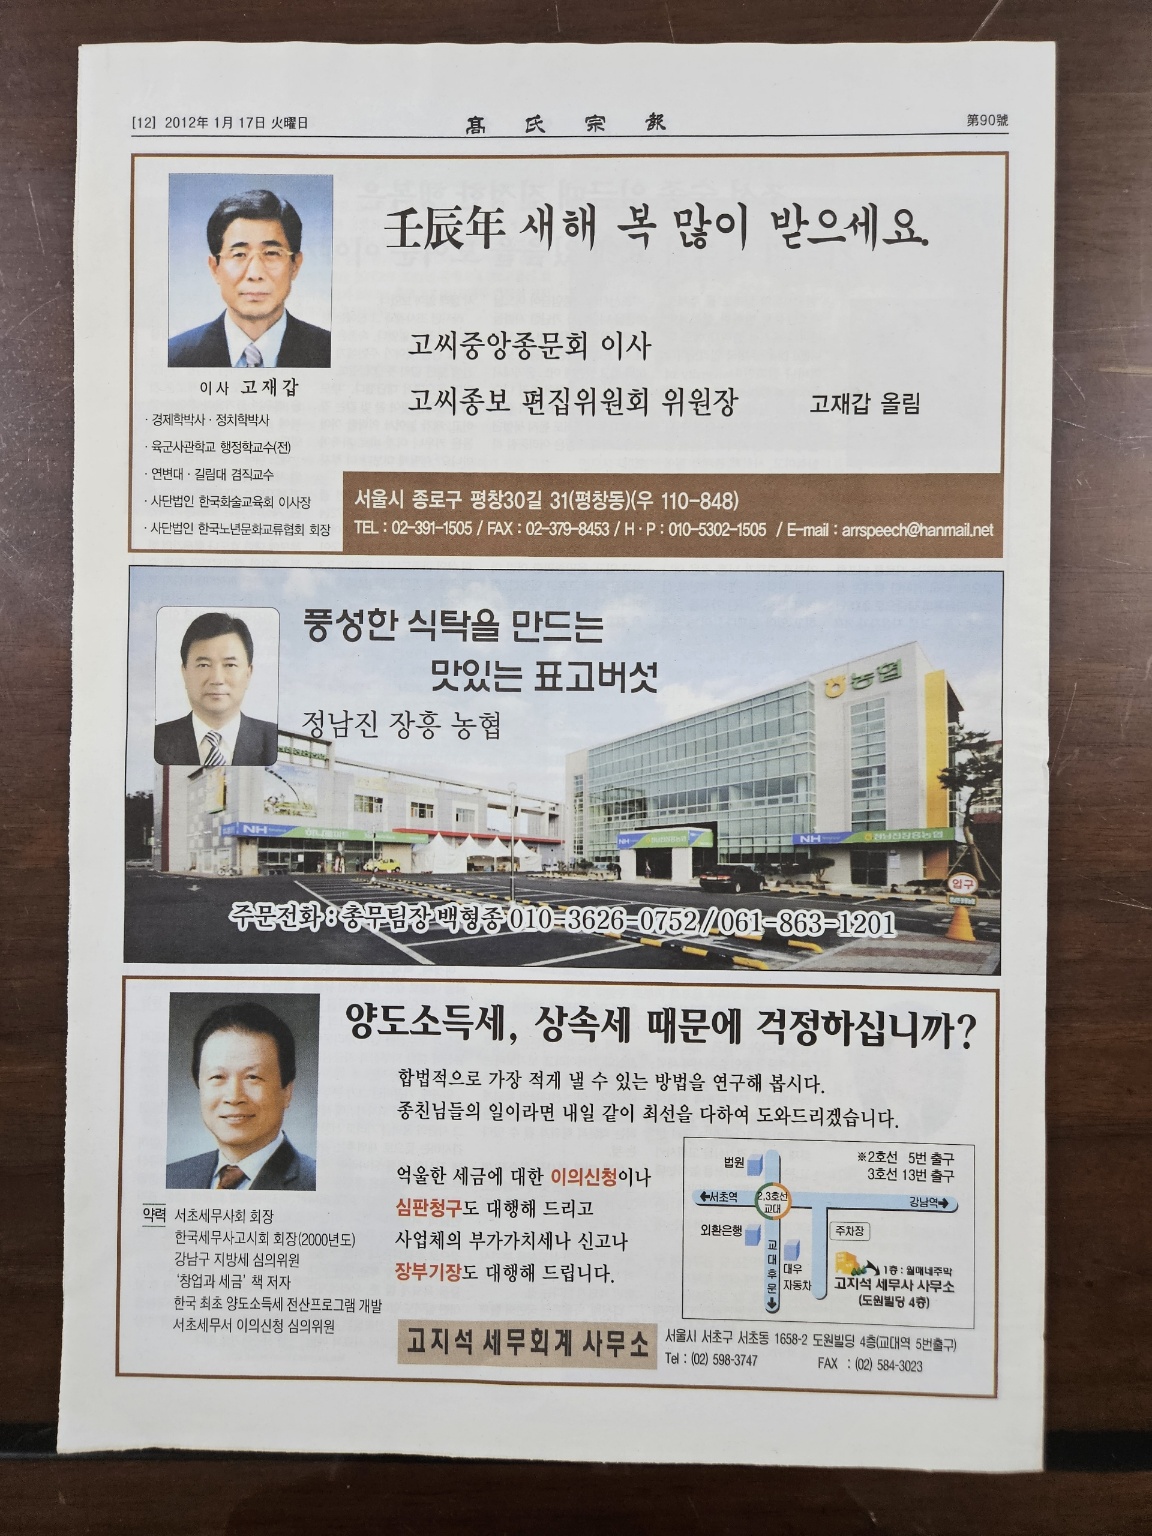 [12] 2012年 1月 17日 火曜日
高氏宗報
第90號
壬辰年 새해 복 많이 받으세요.
고씨중앙종문회 이사
고씨종보 편집위원회 위원장 고재갑 올림
이사 고재갑
· 경제학박사 · 정치학박사
· 육군사관학교 행정학교수(전)
· 연변대 · 길림대 겸직교수
· 사단법인 한국화술교육회 이사장
· 사단법인 한국노년문화교류협회 회장
서울시 종로구 평창30길 31(평창동)(우 110-848)
TEL : 02-391-1505 / FAX : 02-379-8453 / H · P : 010-5302-1505 / E-mail : arrspeech@hanmail.net
풍성한 식탁을 만드는
맛있는 표고버섯
정남진 장흥 농협
농협
NH 하나로마트
NH
NH 정남진장흥농협
입구
주문전화 : 총무팀장 백형종 010-3626-0752 / 061-863-1201
양도소득세, 상속세 때문에 걱정하십니까?
합법적으로 가장 적게 낼 수 있는 방법을 연구해 봅시다.
종친님들의 일이라면 내일 같이 최선을 다하여 도와드리겠습니다.
억울한 세금에 대한 이의신청이나
심판청구도 대행해 드리고
사업체의 부가가치세나 신고나
장부기장도 대행해 드립니다.
약력 서초세무사회 회장
한국세무사고시회 회장(2000년도)
강남구 지방세 심의위원
'창업과 세금' 책 저자
한국 최초 양도소득세 전산프로그램 개발
서초세무서 이의신청 심의위원
법원
※2호선 5번 출구
3호선 13번 출구
서초역
2,3호선
교대
강남역
외환은행
교대후문
대우
자동차
주차장
1층 : 월매네주막
고지석 세무사 사무소
(도원빌딩 4층)
고지석 세무회계 사무소
서울시 서초구 서초동 1658-2 도원빌딩 4층(교대역 5번출구)
Tel : (02) 598-3747 FAX : (02) 584-3023